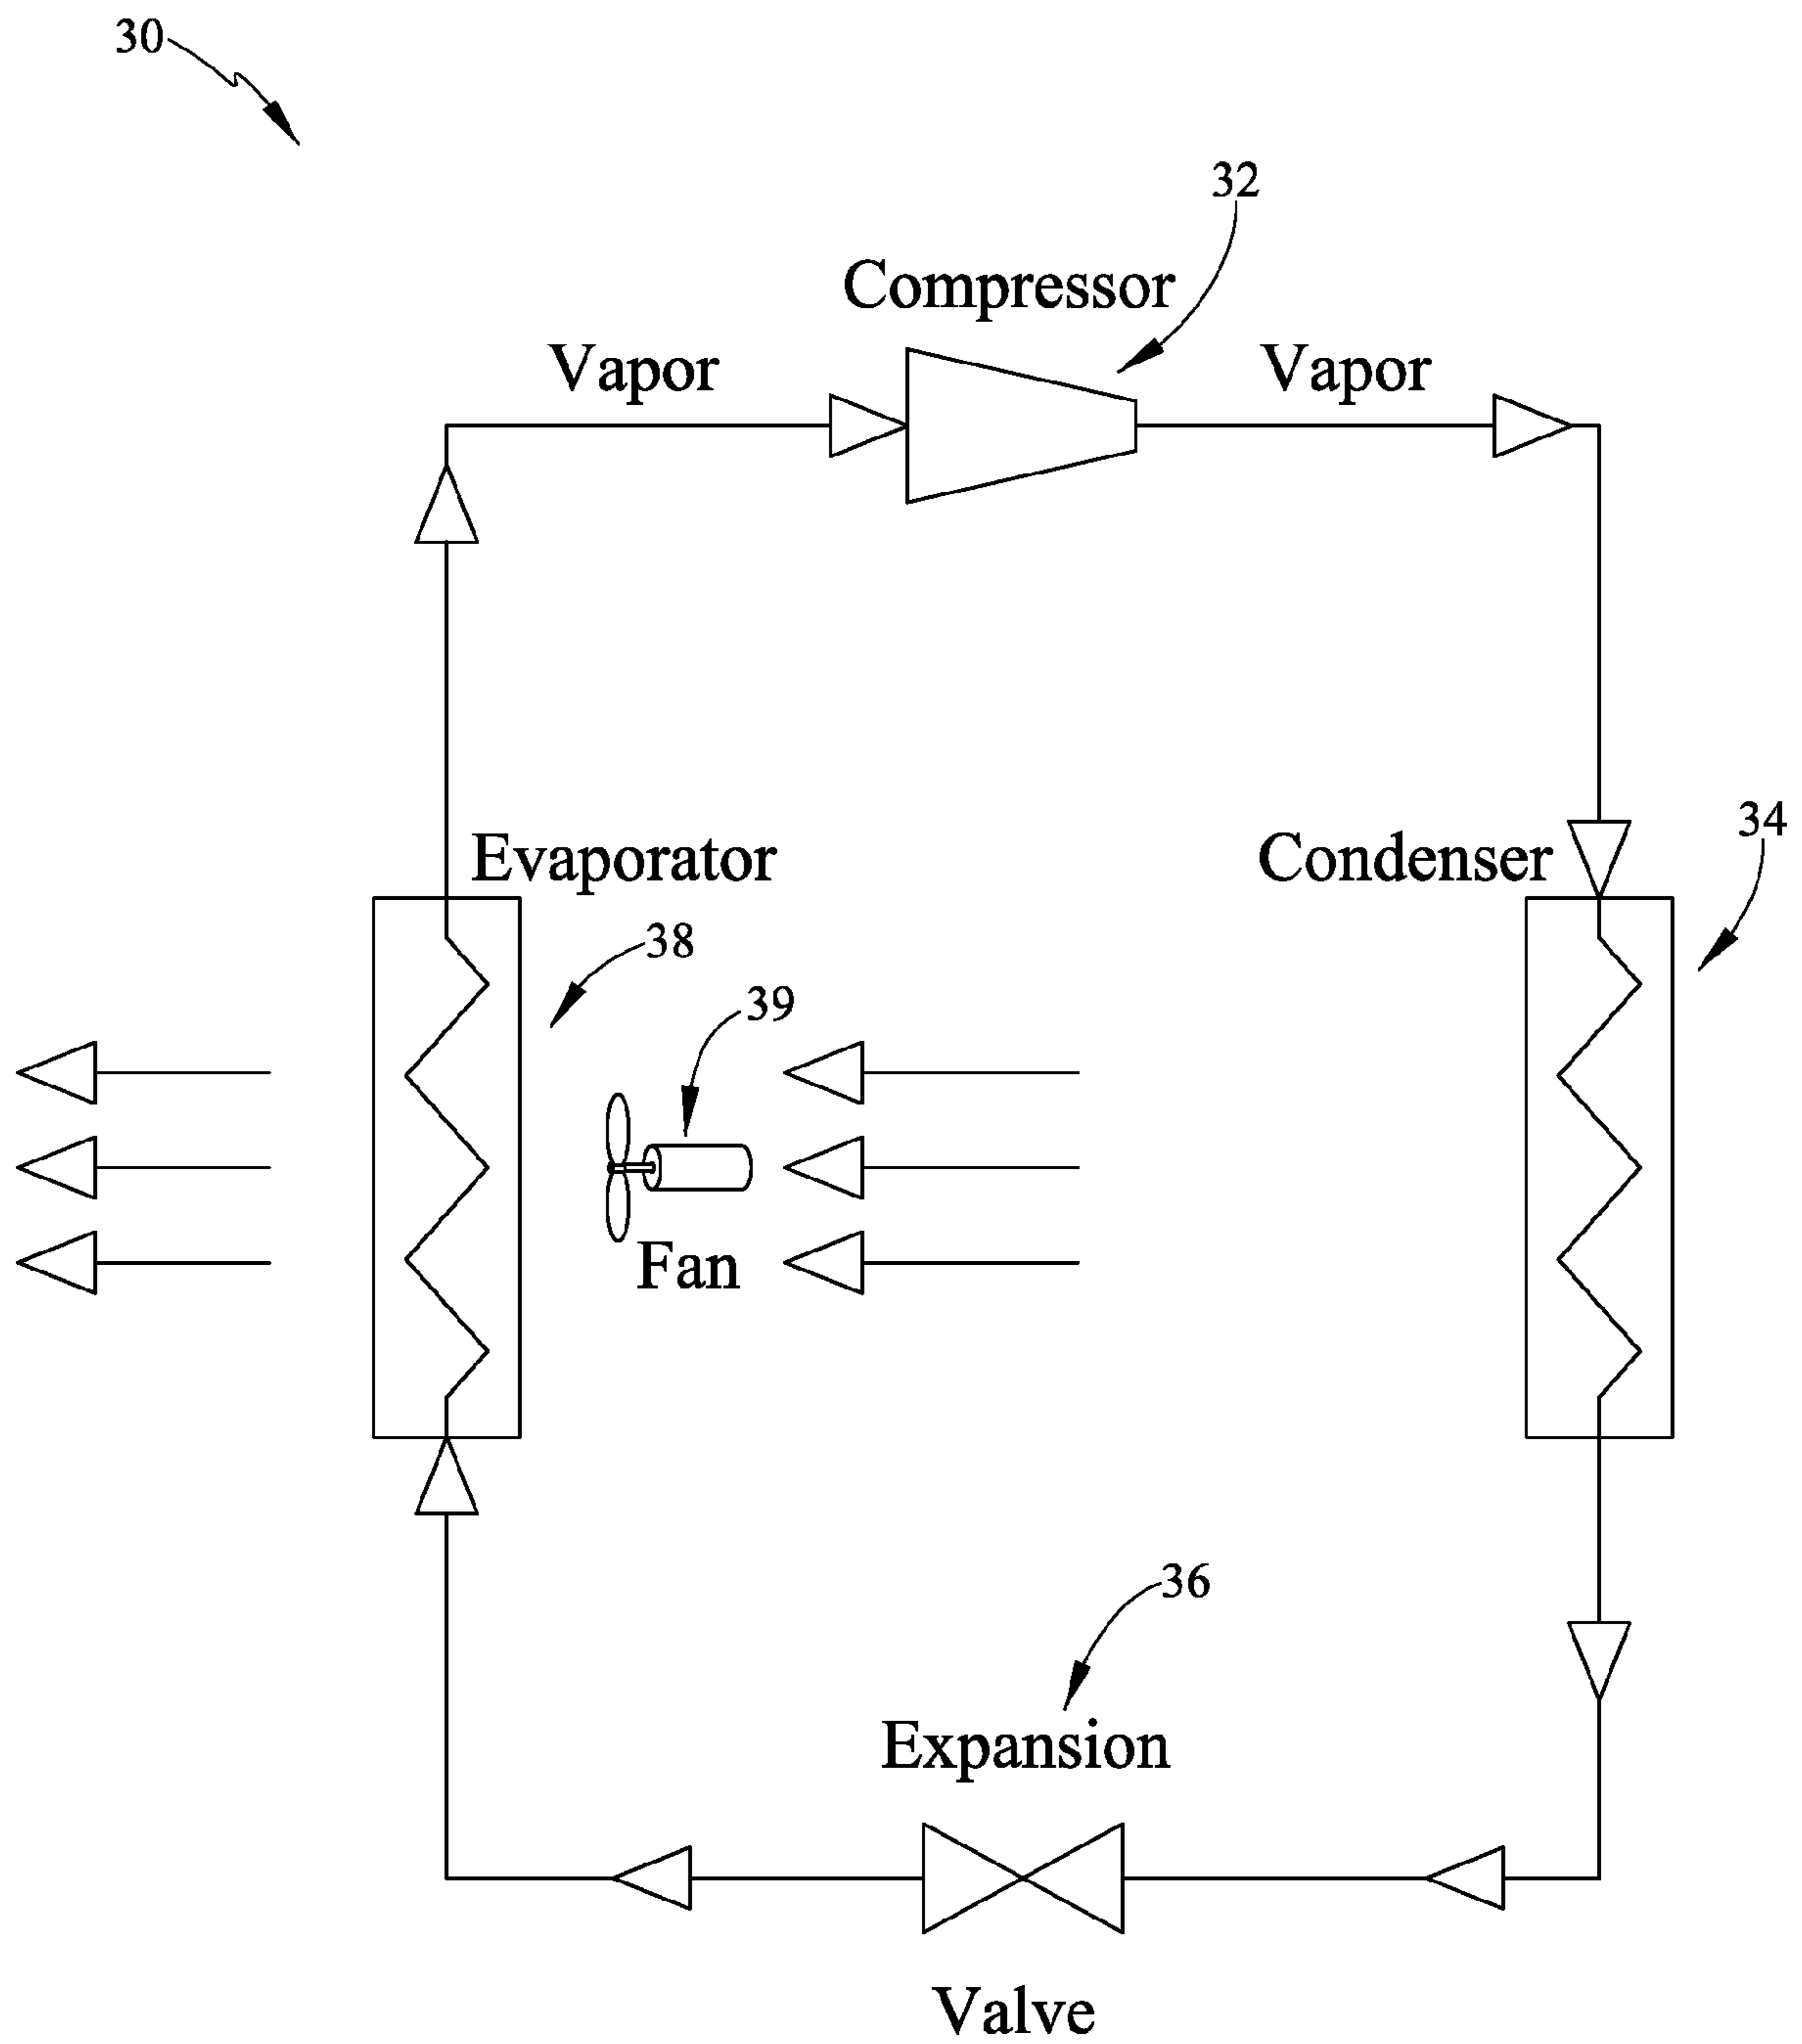 30
32
Compressor
Vapor
Vapor
34
Evaporator
Condenser
38
39
Fan
36
Expansion
Valve